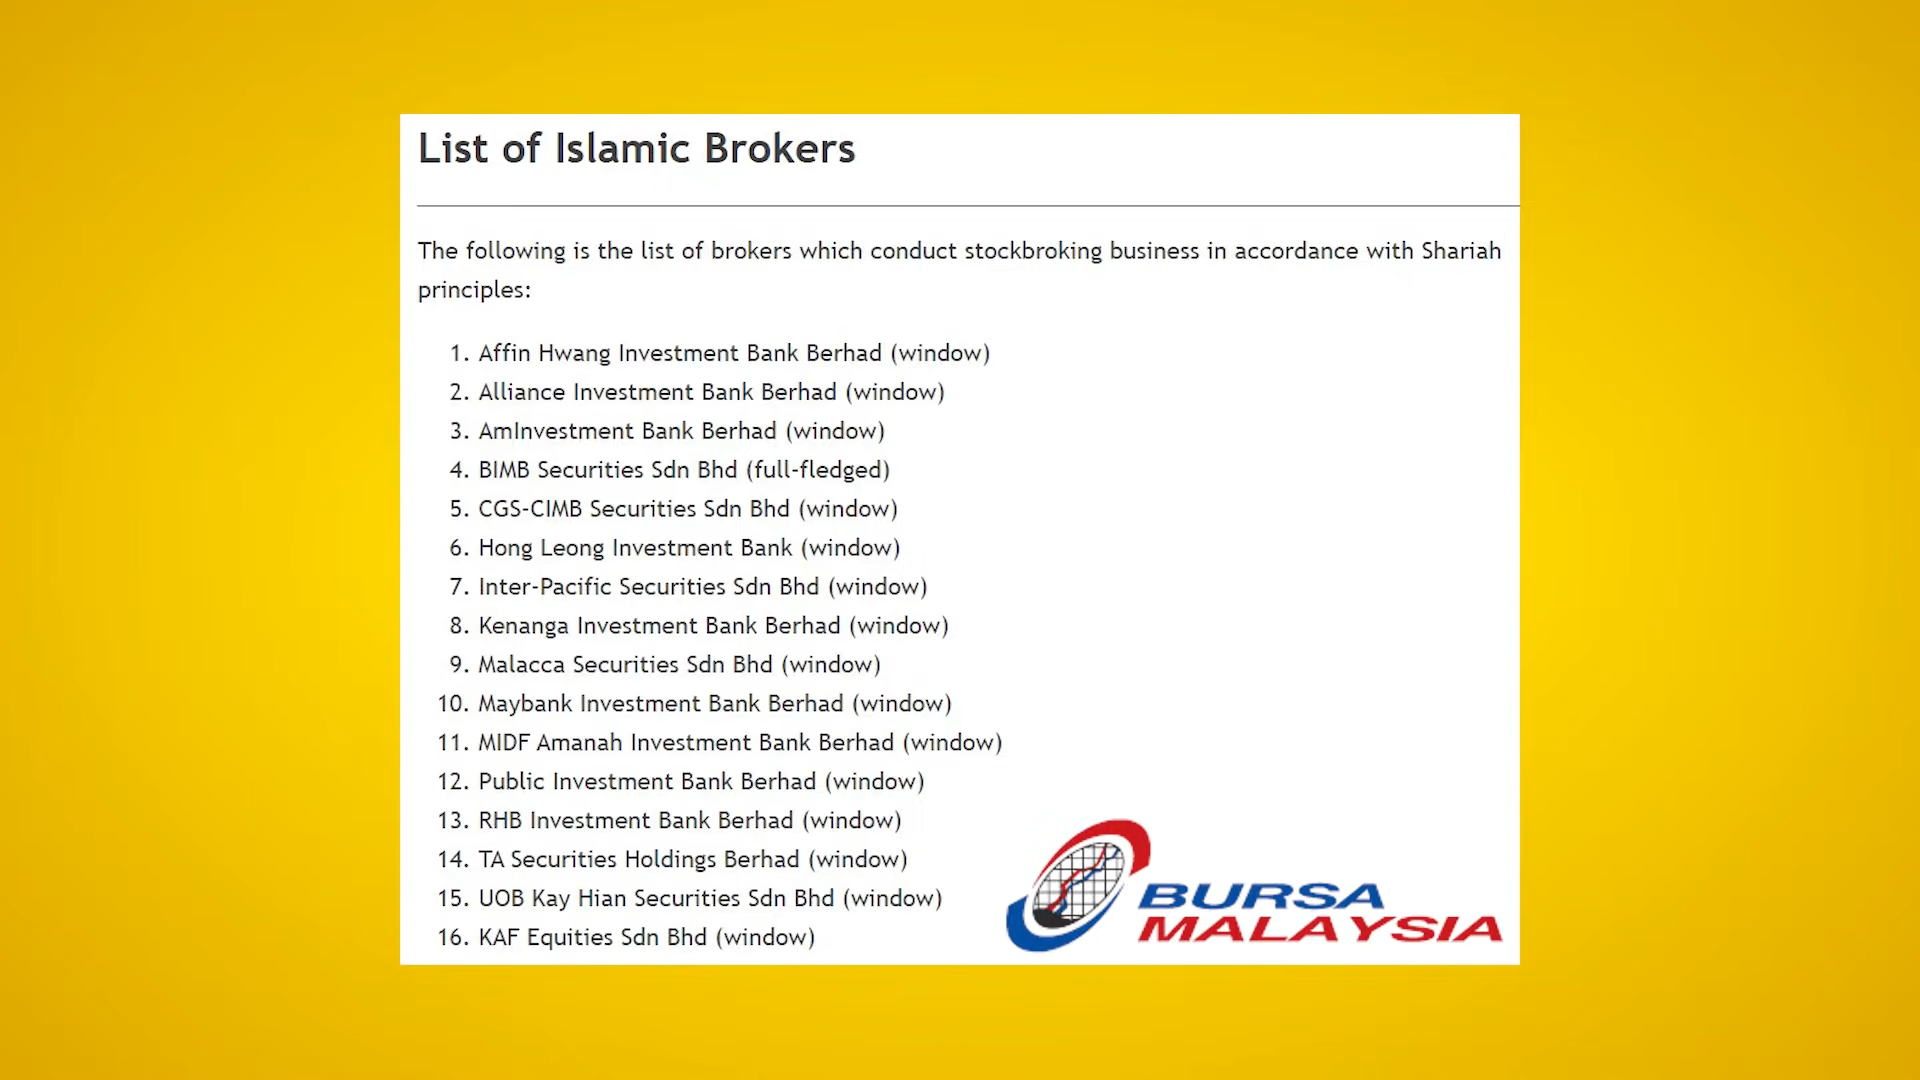 List of Islamic Brokers
The following is the list of brokers which conduct stockbroking business in accordance with Shariah
principles:
1. Affin Hwang Investment Bank Berhad (window)
2. Alliance Investment Bank Berhad (window)
3. AmInvestment Bank Berhad (window)
4. BIMB Securities Sdn Bhd (full-fledged)
5. CGS-CIMB Securities Sdn Bhd (window)
6. Hong Leong Investment Bank (window)
7. Inter-Pacific Securities Sdn Bhd (window)
8. Kenanga Investment Bank Berhad (window)
9. Malacca Securities Sdn Bhd (window)
10. Maybank Investment Bank Berhad (window)
11. MIDF Amanah Investment Bank Berhad (window)
12. Public Investment Bank Berhad (window)
13. RHB Investment Bank Berhad (window)
14. TA Securities Holdings Berhad (window)
15. UOB Kay Hian Securities Sdn Bhd (window)
16. KAF Equities Sdn Bhd (window)
BURSA
MALAYSIA